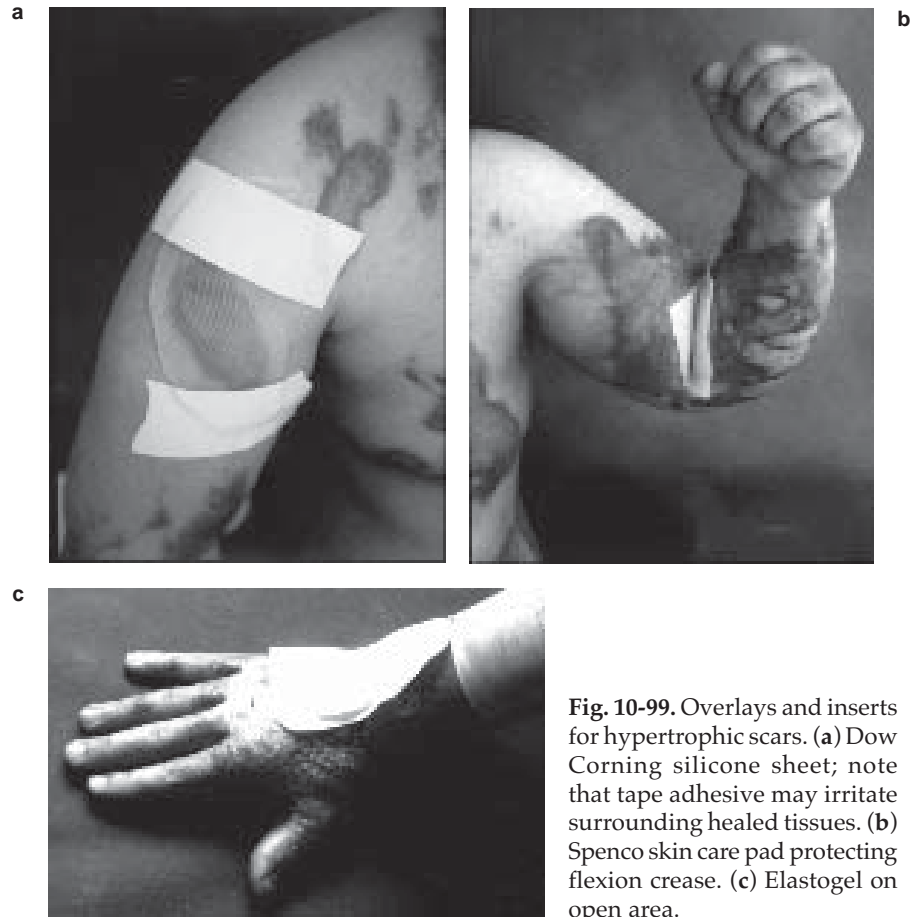 a
b
c
Fig. 10-99. Overlays and inserts
for hypertrophic scars. (a) Dow
Corning silicone sheet; note
that tape adhesive may irritate
surrounding healed tissues. (b)
Spenco skin care pad protecting
flexion crease. (c) Elastogel on
open area.